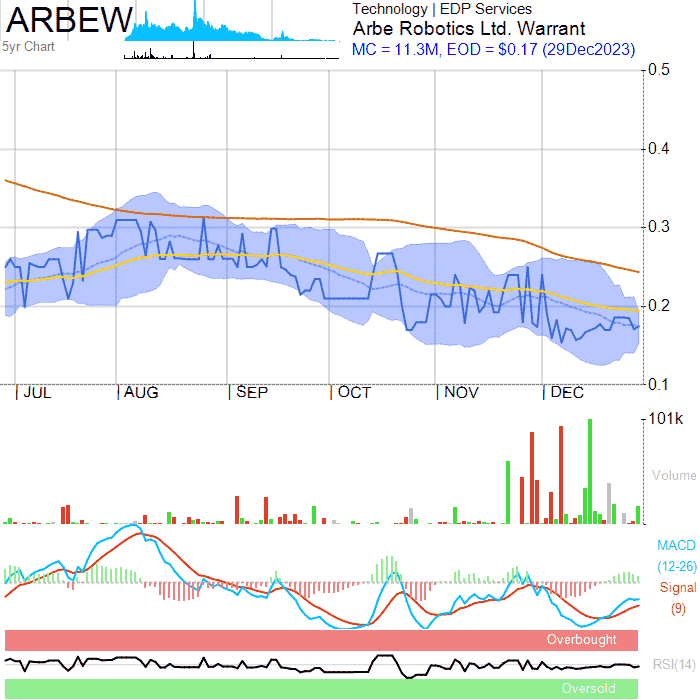 ARBEW
5yr Chart
Technology | EDP Services
Arbe Robotics Ltd. Warrant
MC = 11.3M, EOD = $0.17 (29Dec2023)
0.5
0.4
0.3
0.2
0.1
|JUL |AUG |SEP |OCT |NOV |DEC
101k
Volume
MACD
(12-26)
Signal
(9)
Overbought
RSI(14)
Oversold